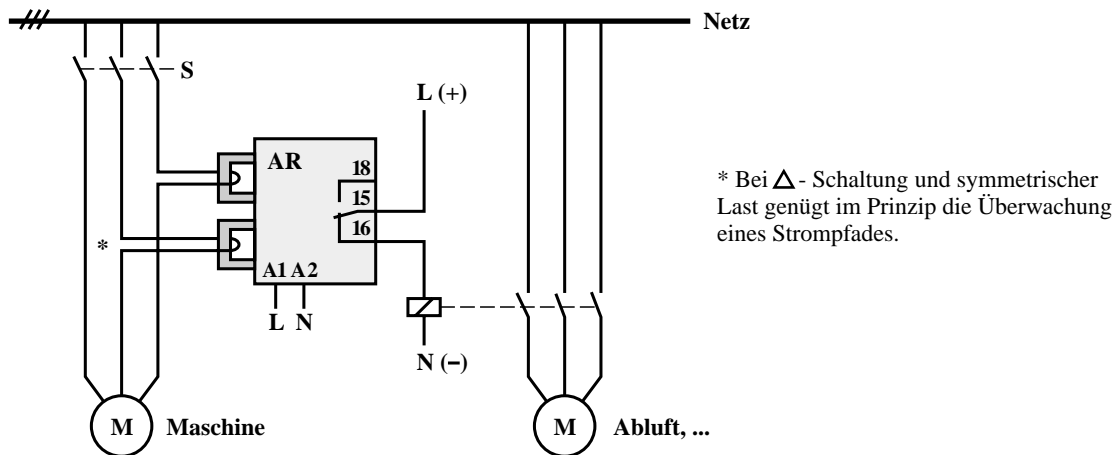 Netz
S
L (+)
AR
18
15
16
* Bei Δ - Schaltung und symmetrischer
Last genügt im Prinzip die Überwachung
eines Strompfades.
*
A1 A2
L N
N (−)
M Maschine
M Abluft, ...